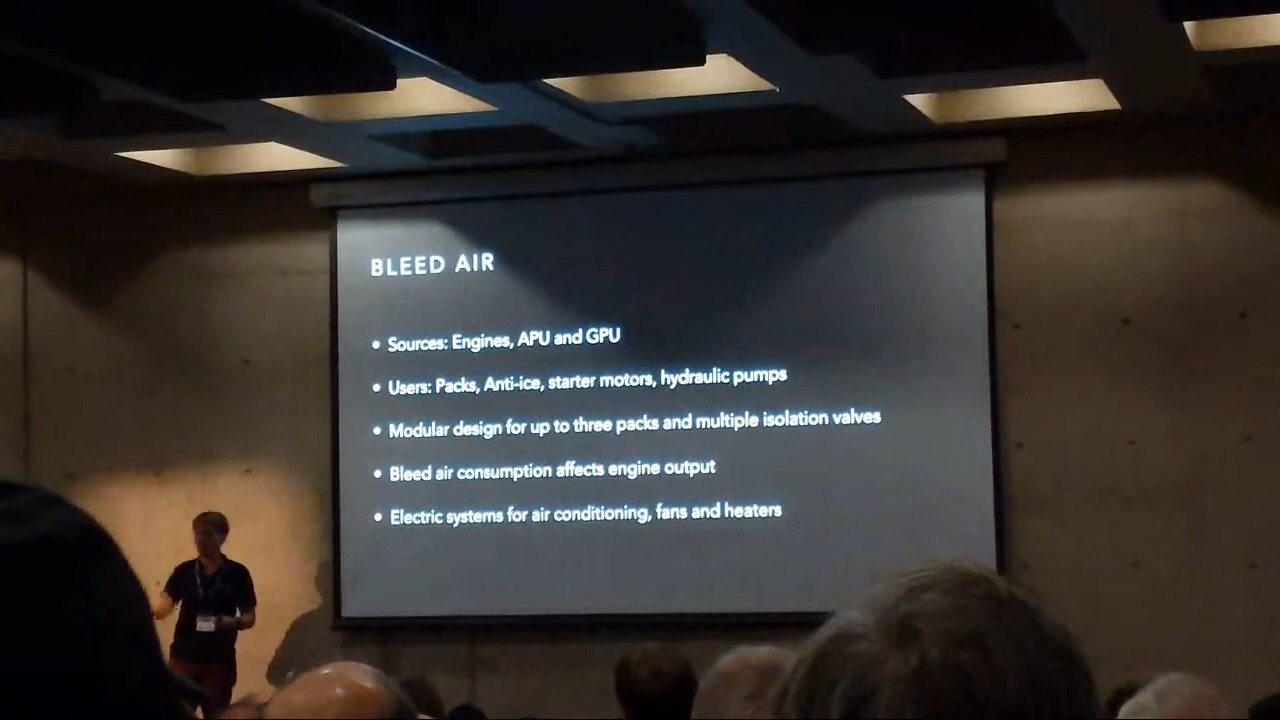 BLEED AIR
• Sources: Engines, APU and GPU
• Users: Packs, Anti-ice, starter motors, hydraulic pumps
• Modular design for up to three packs and multiple isolation valves
• Bleed air consumption affects engine output
• Electric systems for air conditioning, fans and heaters